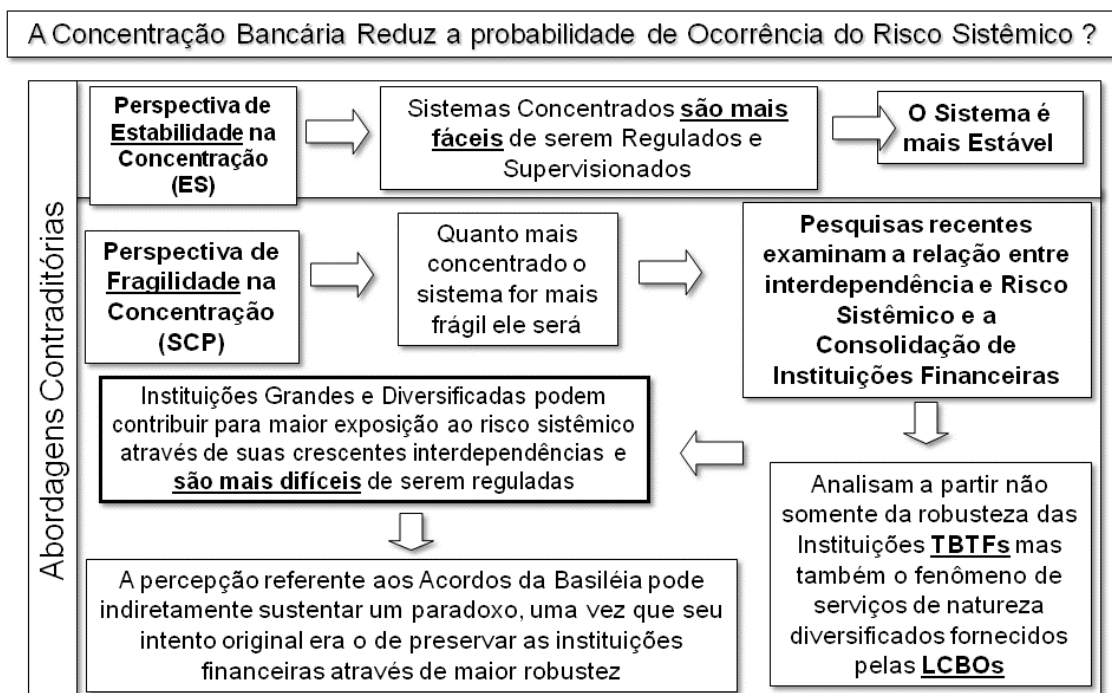 A Concentração Bancária Reduz a probabilidade de Ocorrência do Risco Sistêmico ?
Abordagens Contraditórias
Perspectiva de
Estabilidade na
Concentração
(ES)
Sistemas Concentrados são mais
fáceis de serem Regulados e
Supervisionados
O Sistema é
mais Estável
Perspectiva de
Fragilidade na
Concentração
(SCP)
Quanto mais
concentrado o
sistema for mais
frágil ele será
Pesquisas recentes
examinam a relação entre
interdependência e Risco
Sistêmico e a
Consolidação de
Instituições Financeiras
Analisam a partir não
somente da robusteza das
Instituições TBTFs mas
também o fenômeno de
serviços de natureza
diversificados fornecidos
pelas LCBOs
Instituições Grandes e Diversificadas podem
contribuir para maior exposição ao risco sistêmico
através de suas crescentes interdependências e
são mais difíceis de serem reguladas
A percepção referente aos Acordos da Basiléia pode
indiretamente sustentar um paradoxo, uma vez que seu
intento original era o de preservar as instituições
financeiras através de maior robustez